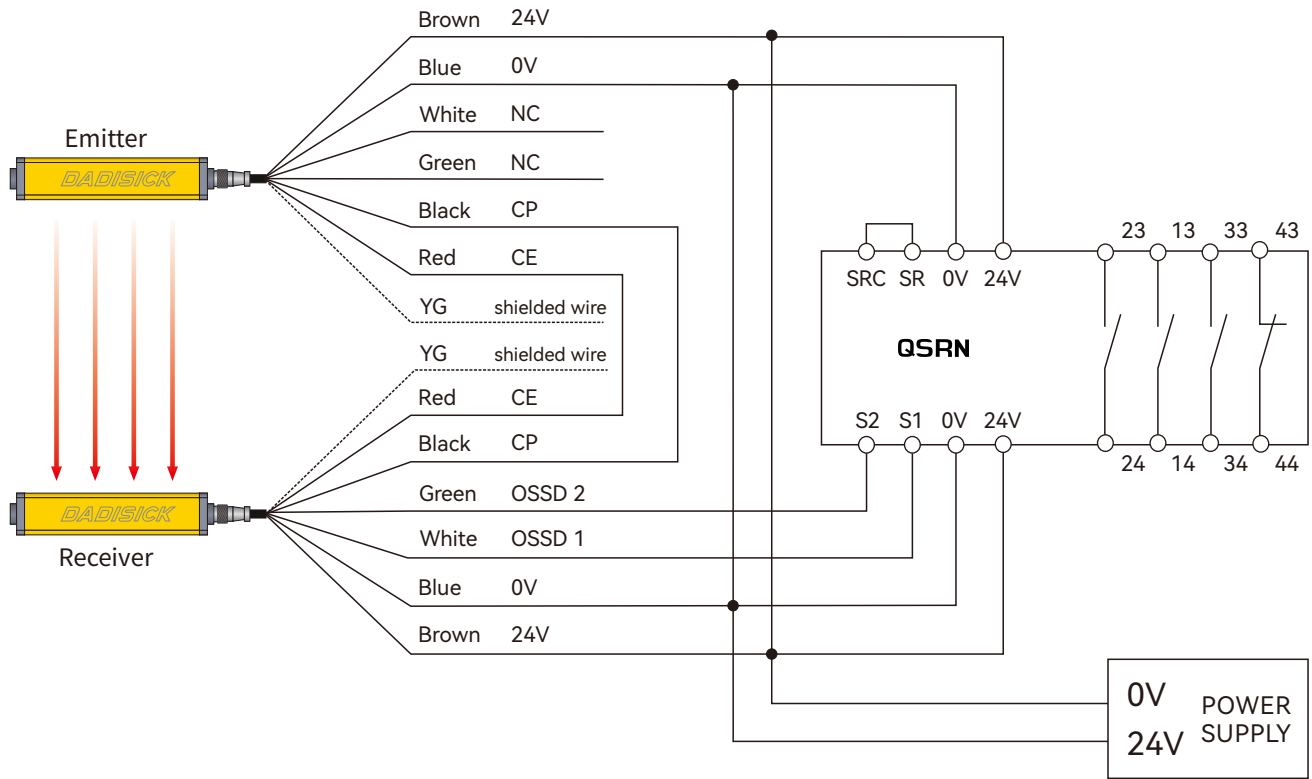 Brown 24V
Blue 0V
White NC
Emitter
Green NC
DADISICK
Black CP
Red CE
YG shielded wire
YG shielded wire
Red CE
Black CP
Green OSSD 2
DADISICK
White OSSD 1
Receiver
Blue 0V
Brown 24V
23 13 33 43
SRC SR 0V 24V
QSRN
S2 S1 0V 24V
24 14 34 44
0V
24V
POWER
SUPPLY